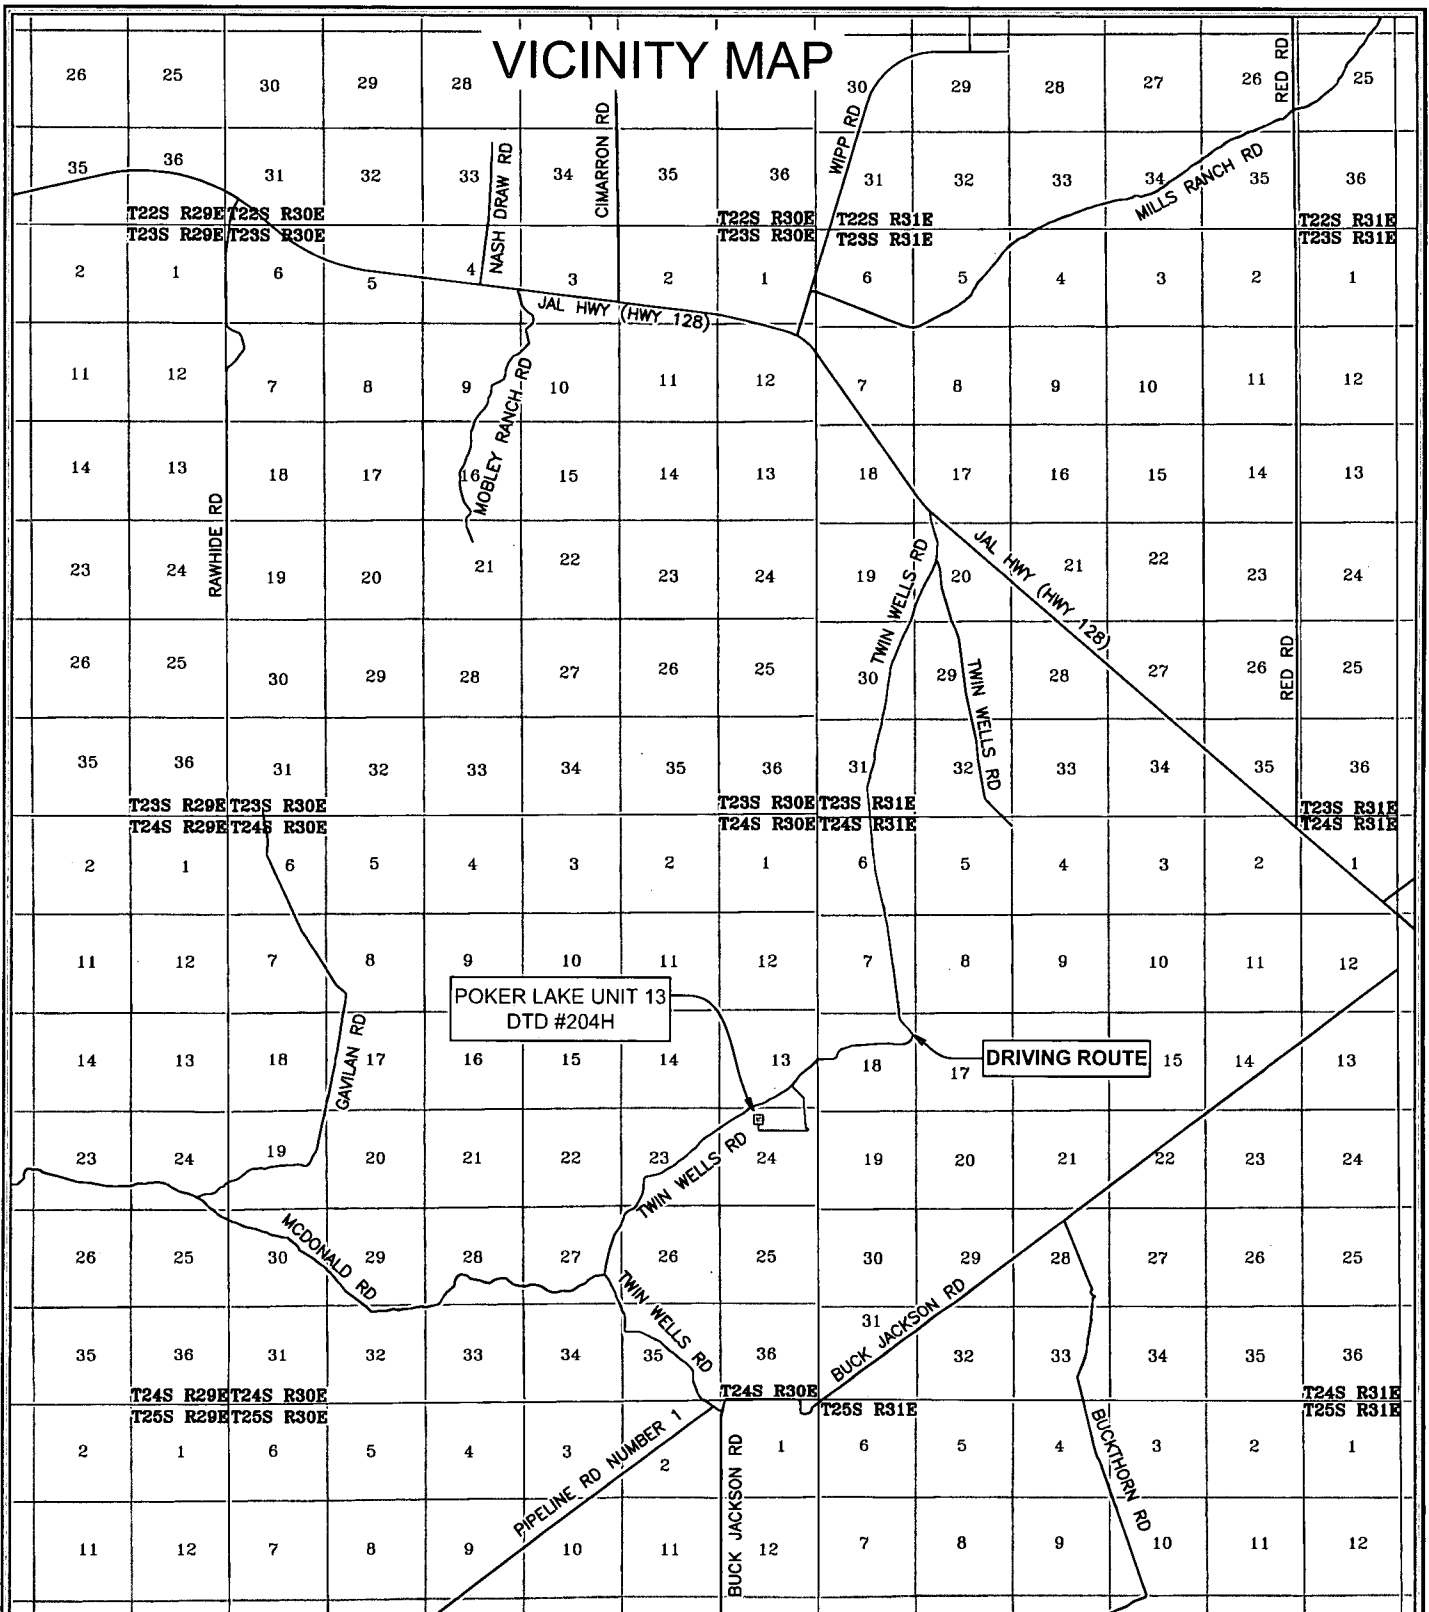 VICINITY MAP
26 25 30 29 28 30 29 28 27 26 25
RED RD
CIMARRON RD
WIPP RD
NASH DRAW RD
MILLS RANCH RD
35 36 31 32 33 34 35 36 31 32 33 34 35 36
T22S R29E T22S R30E T22S R30E T22S R31E T22S R31E
T23S R29E T23S R30E T23S R30E T23S R31E T23S R31E
2 1 6 5 4 3 2 1 6 5 4 3 2 1
JAL HWY (HWY 128)
11 12 7 8 9 10 11 12 7 8 9 10 11 12
MOBLEY RANCH RD
14 13 18 17 16 15 14 13 18 17 16 15 14 13
RAWHIDE RD
TWIN WELLS RD
JAL HWY (HWY 128)
23 24 19 20 21 22 23 24 19 20 21 22 23 24
26 25 30 29 28 27 26 25 30 29 28 27 26 25
RED RD
TWIN WELLS RD
35 36 31 32 33 34 35 36 31 32 33 34 35 36
T23S R29E T23S R30E T23S R30E T23S R31E T23S R31E
T24S R29E T24S R30E T24S R30E T24S R31E T24S R31E
2 1 6 5 4 3 2 1 6 5 4 3 2 1
11 12 7 8 9 10 11 12 7 8 9 10 11 12
POKER LAKE UNIT 13
DTD #204H
GAVILAN RD
14 13 18 17 16 15 14 13 18 17 15 14 13
DRIVING ROUTE
23 24 19 20 21 22 23 24 19 20 21 22 23 24
TWIN WELLS RD
MCDONALD RD
26 25 30 29 28 27 26 25 30 29 28 27 26 25
TWIN WELLS RD
BUCK JACKSON RD
35 36 31 32 33 34 35 36 31 32 33 34 35 36
T24S R29E T24S R30E T24S R30E T24S R31E
T25S R29E T25S R30E T25S R31E T25S R31E
2 1 6 5 4 3 2 1 6 5 4 3 2 1
PIPELINE RD NUMBER 1
BUCK JACKSON RD
BUCKTHORN RD
11 12 7 8 9 10 11 12 7 8 9 10 11 12